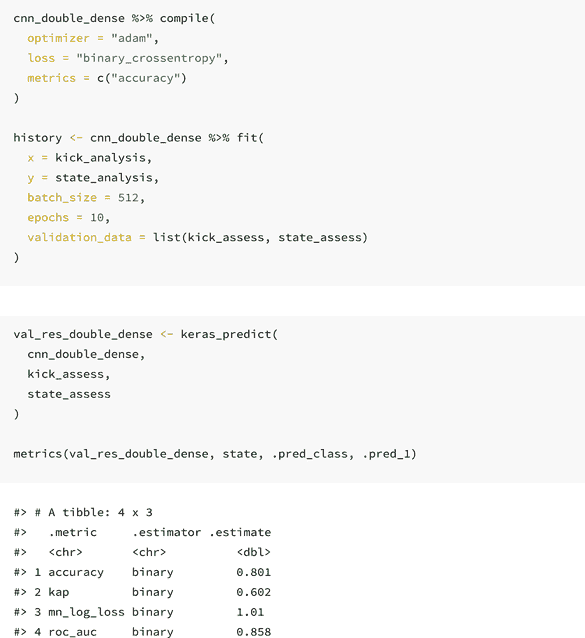 cnn_double_dense %>% compile(
  optimizer = "adam",
  loss = "binary_crossentropy",
  metrics = c("accuracy")
)
history <- cnn_double_dense %>% fit(
  x = kick_analysis,
  y = state_analysis,
  batch_size = 512,
  epochs = 10,
  validation_data = list(kick_assess, state_assess)
)
val_res_double_dense <- keras_predict(
  cnn_double_dense,
  kick_assess,
  state_assess
)
metrics(val_res_double_dense, state, .pred_class, .pred_1)
#> # A tibble: 4 x 3
#>   .metric     .estimator .estimate
#>   <chr>       <chr>          <dbl>
#> 1 accuracy    binary         0.801
#> 2 kap         binary         0.602
#> 3 mn_log_loss binary         1.01
#> 4 roc_auc     binary         0.858